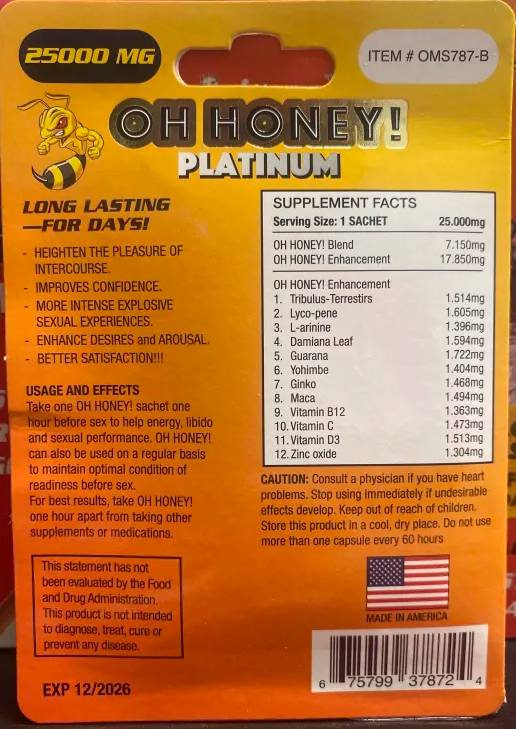 25000 MG
ITEM # OMS787-B
OH HONEY!
PLATINUM
LONG LASTING
—FOR DAYS!
- HEIGHTEN THE PLEASURE OF
INTERCOURSE.
- IMPROVES CONFIDENCE.
- MORE INTENSE EXPLOSIVE
SEXUAL EXPERIENCES.
- ENHANCE DESIRES and AROUSAL.
- BETTER SATISFACTION!!!
USAGE AND EFFECTS
Take one OH HONEY! sachet one
hour before sex to help energy, libido
and sexual performance. OH HONEY!
can also be used on a regular basis
to maintain optimal condition of
readiness before sex.
For best results, take OH HONEY!
one hour apart from taking other
supplements or medications.
This statement has not
been evaluated by the Food
and Drug Administration.
This product is not intended
to diagnose, treat, cure or
prevent any disease.
EXP 12/2026
SUPPLEMENT FACTS
Serving Size: 1 SACHET 25.000mg
OH HONEY! Blend 7.150mg
OH HONEY! Enhancement 17.850mg
OH HONEY! Enhancement
1. Tribulus-Terrestirs 1.514mg
2. Lyco-pene 1.605mg
3. L-arinine 1.396mg
4. Damiana Leaf 1.594mg
5. Guarana 1.722mg
6. Yohimbe 1.404mg
7. Ginko 1.468mg
8. Maca 1.494mg
9. Vitamin B12 1.363mg
10. Vitamin C 1.473mg
11. Vitamin D3 1.513mg
12. Zinc oxide 1.304mg
CAUTION: Consult a physician if you have heart
problems. Stop using immediately if undesirable
effects develop. Keep out of reach of children.
Store this product in a cool, dry place. Do not use
more than one capsule every 60 hours
MADE IN AMERICA
6 75799 37872 4